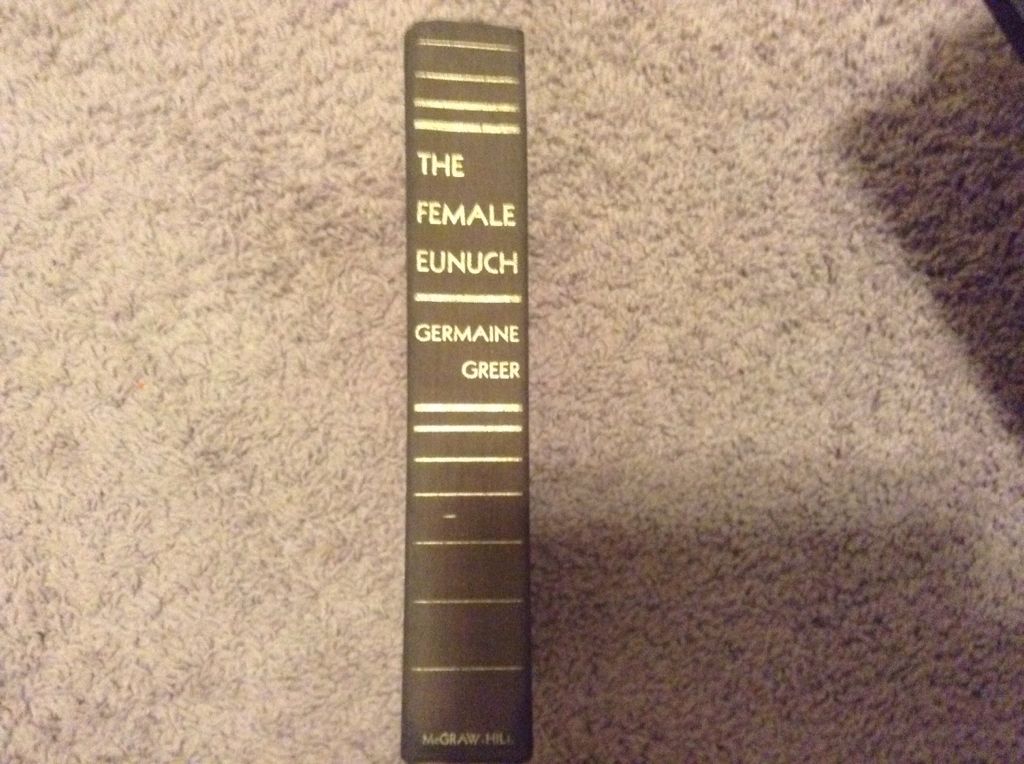 THE
FEMALE
EUNUCH
GERMAINE
GREER
McGRAW-HILL